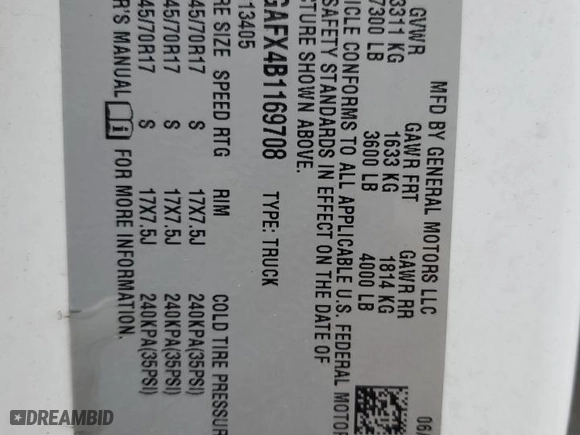 MFD BY GENERAL MOTORS LLC 06/
GVWR GAWR FRT GAWR RR
3311 KG 1633 KG 1814 KG
7300 LB 3600 LB 4000 LB
ICLE CONFORMS TO ALL APPLICABLE U.S. FEDERAL MOTOR
SAFETY STANDARDS IN EFFECT ON THE DATE OF
CTURE SHOWN ABOVE.
GAFX4B1169708 TYPE: TRUCK
13405
RE SIZE SPEED RTG RIM COLD TIRE PRESSUR
45/70R17 S 17X7.5J 240KPA(35PSI)
45/70R17 S 17X7.5J 240KPA(35PSI)
45/70R17 S 17X7.5J 240KPA(35PSI)
R'S MANUAL FOR MORE INFORMATION.
DREAMBID